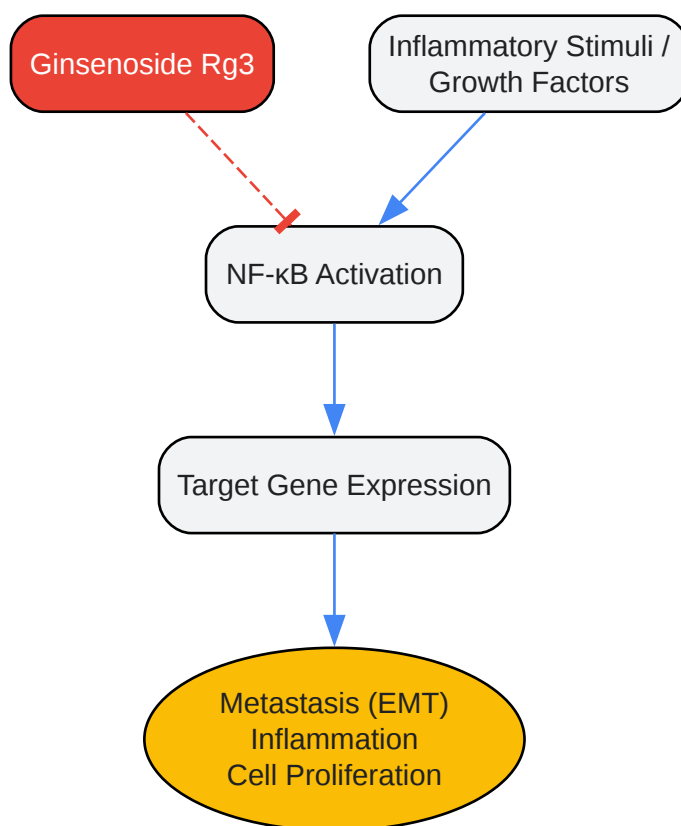 Ginsenoside Rg3
Inflammatory Stimuli /
Growth Factors
NF-κB Activation
Target Gene Expression
Metastasis (EMT)
Inflammation
Cell Proliferation